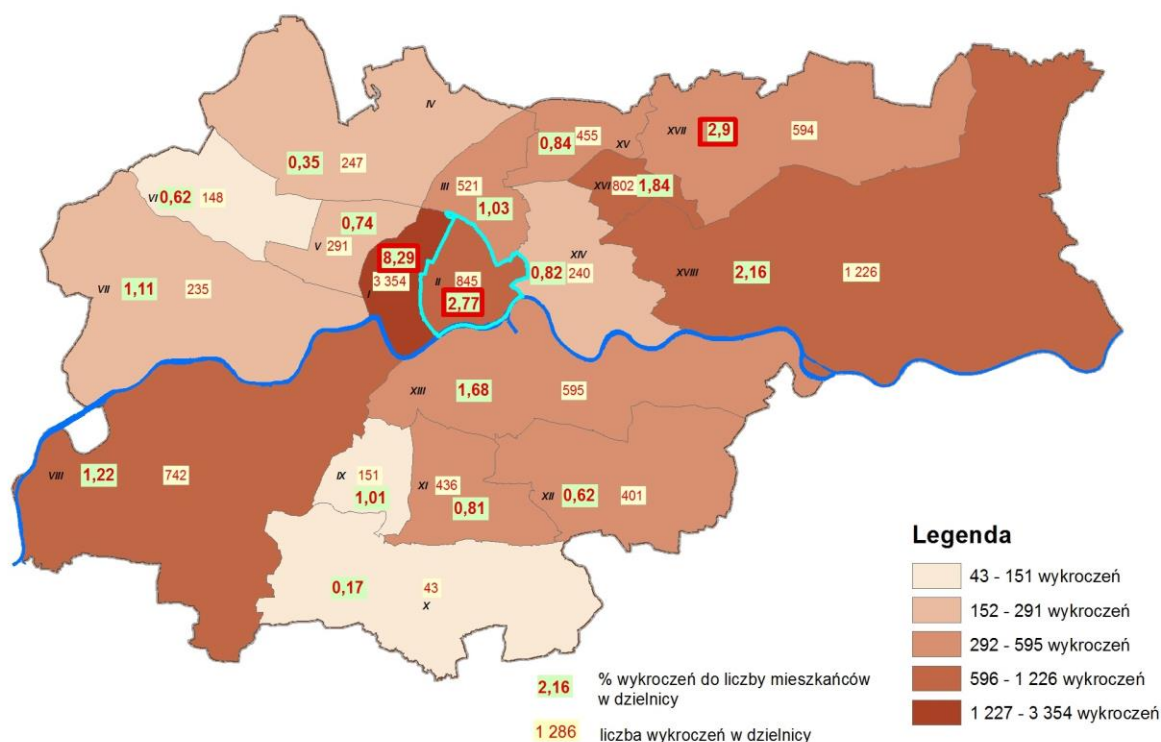 IV
0,35 247
0,84 455 XV
XVII 2,9 594
VI 0,62 148
III 521
1,03
XVI 802 1,84
0,74
V 291
8,29
I 3 354
II 845
2,77
XIV
0,82 240
XVIII 2,16 1 226
VII 1,11 235
XIII 1,68 595
VIII 1,22 742
IX 151
1,01
XI 436
0,81
XII 0,62 401
0,17 43
X
Legenda
43 - 151 wykroczeń
152 - 291 wykroczeń
292 - 595 wykroczeń
596 - 1 226 wykroczeń
1 227 - 3 354 wykroczeń
2,16 % wykroczeń do liczby mieszkańców
w dzielnicy
1 286 liczba wykroczeń w dzielnicy